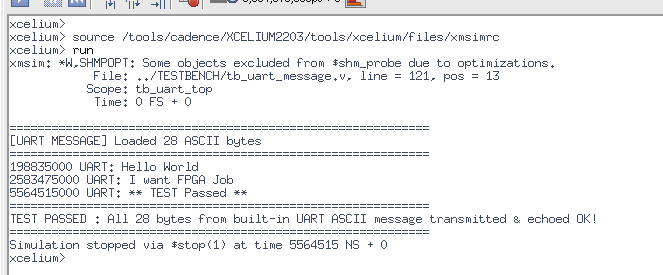 xcelium>
xcelium> source /tools/cadence/XCELIUM2203/tools/xcelium/files/xmsimrc
xcelium> run
xmsim: *W,SHMPOPT: Some objects excluded from $shm_probe due to optimizations.
            File: ../TESTBENCH/tb_uart_message.v, line = 121, pos = 13
           Scope: tb_uart_top
            Time: 0 FS + 0
============================================================
[UART MESSAGE] Loaded 28 ASCII bytes
============================================================
198835000 UART: Hello World
2583475000 UART: I want FPGA Job
5564515000 UART: ** TEST Passed **
============================================================
TEST PASSED : All 28 bytes from built-in UART ASCII message transmitted & echoed OK!
============================================================
Simulation stopped via $stop(1) at time 5564515 NS + 0
xcelium>